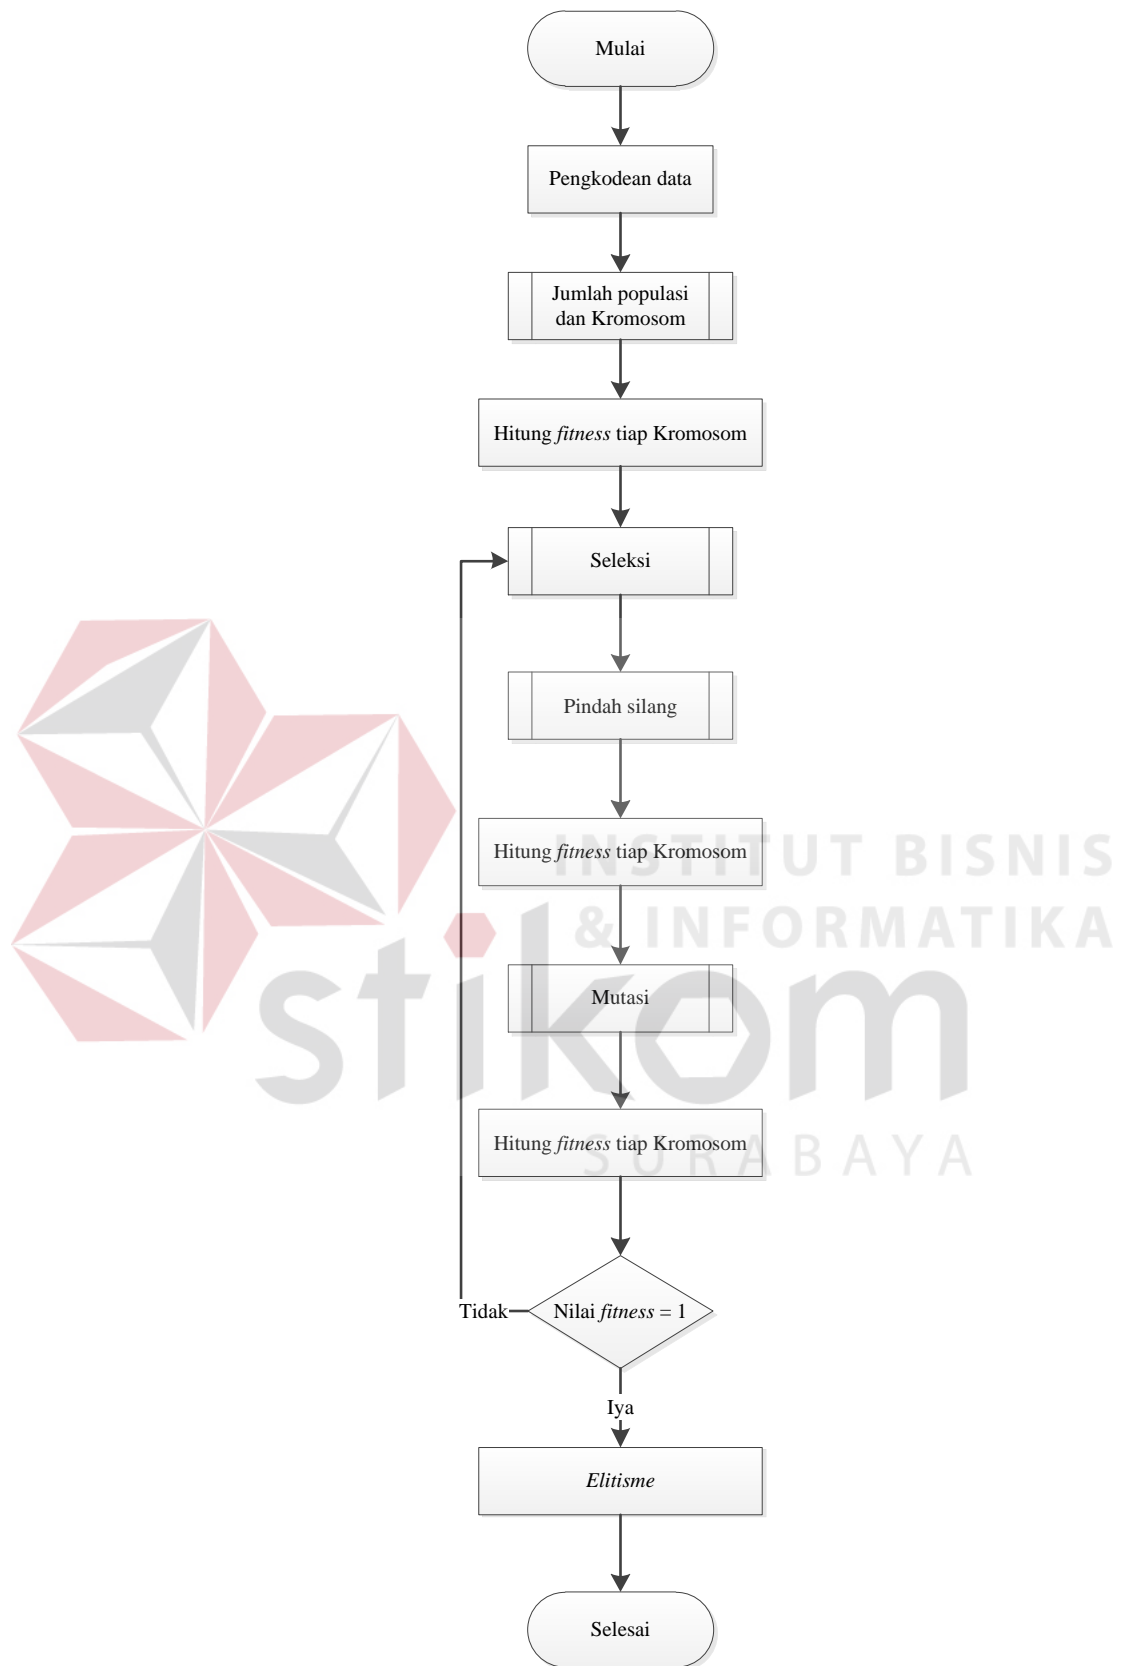 Mulai
Pengkodean data
Jumlah populasi
dan Kromosom
Hitung fitness tiap Kromosom
Seleksi
Pindah silang
Hitung fitness tiap Kromosom
INSTITUT BISNIS
& INFORMATIKA
stikom
SURABAYA
Mutasi
Hitung fitness tiap Kromosom
Nilai fitness = 1
Tidak
Iya
Elitisme
Selesai